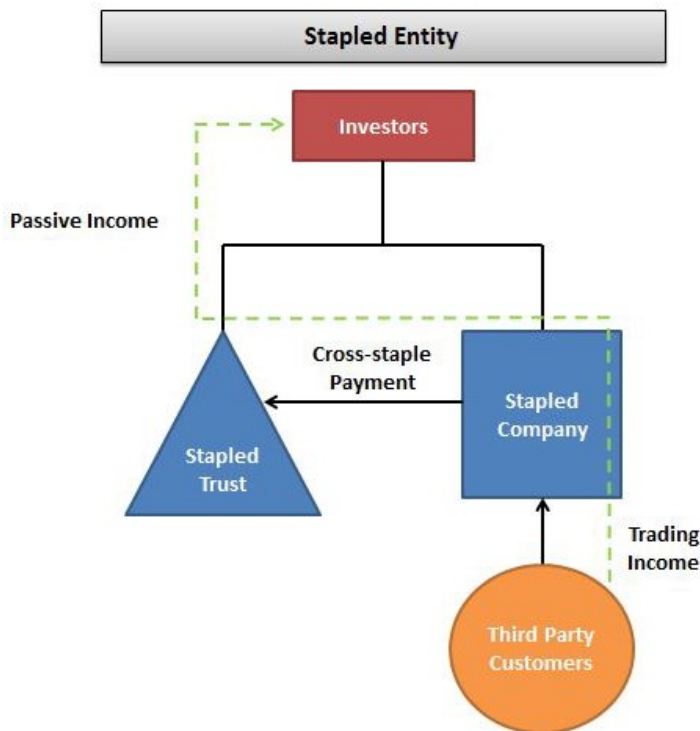 Stapled Entity
Investors
Passive Income
Cross-staple
Payment
Stapled
Company
Stapled
Trust
Trading
Income
Third Party
Customers